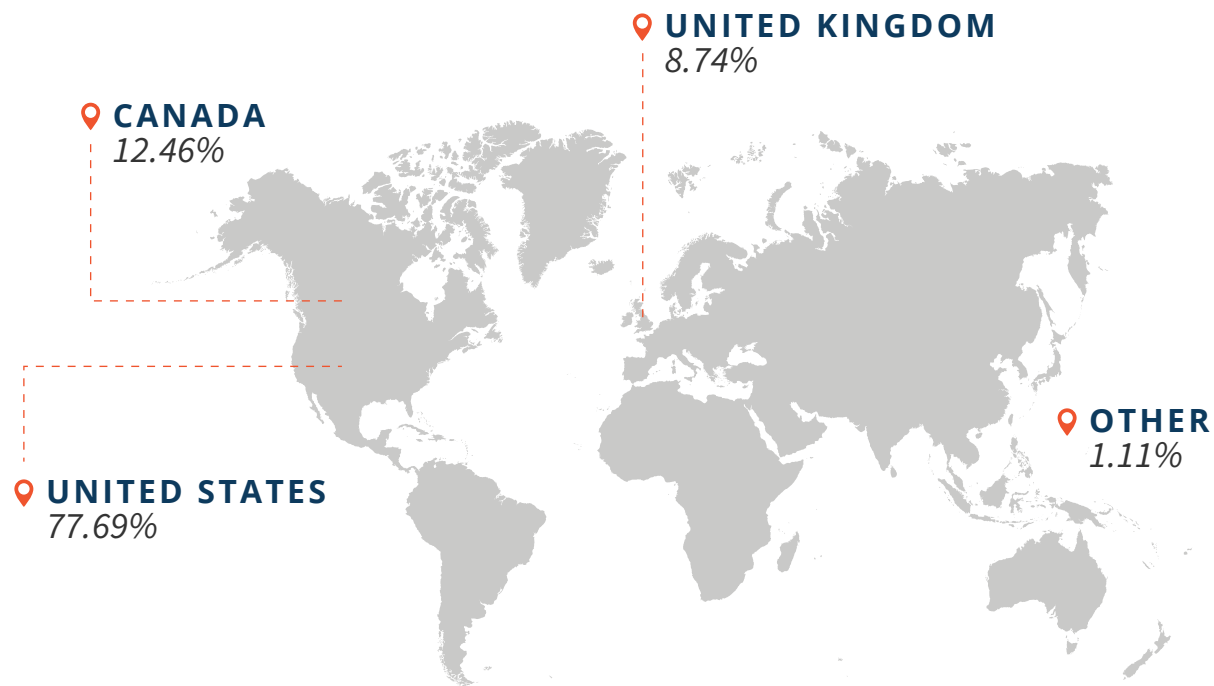 UNITED KINGDOM
8.74%
CANADA
12.46%
OTHER
1.11%
UNITED STATES
77.69%